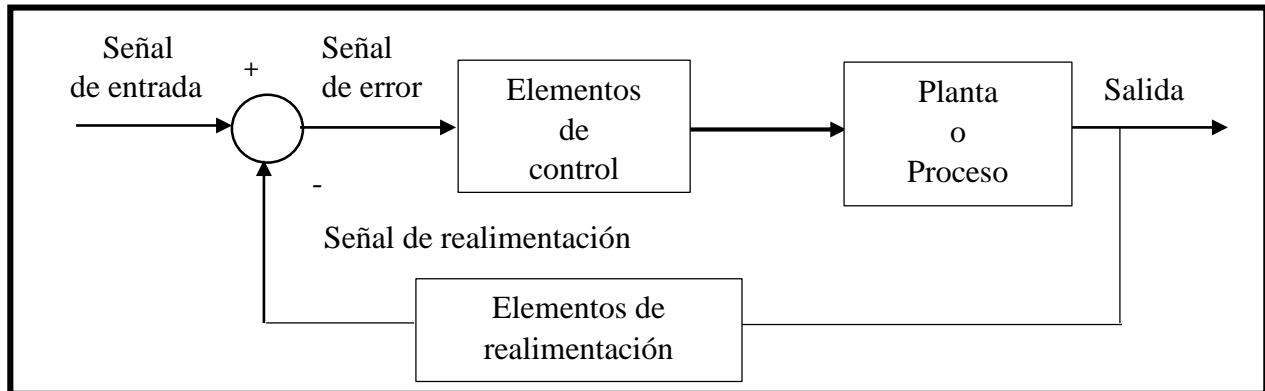 Señal
de entrada
+
Señal
de error
Elementos
de
control
Planta
o
Proceso
Salida
-
Señal de realimentación
Elementos de
realimentación